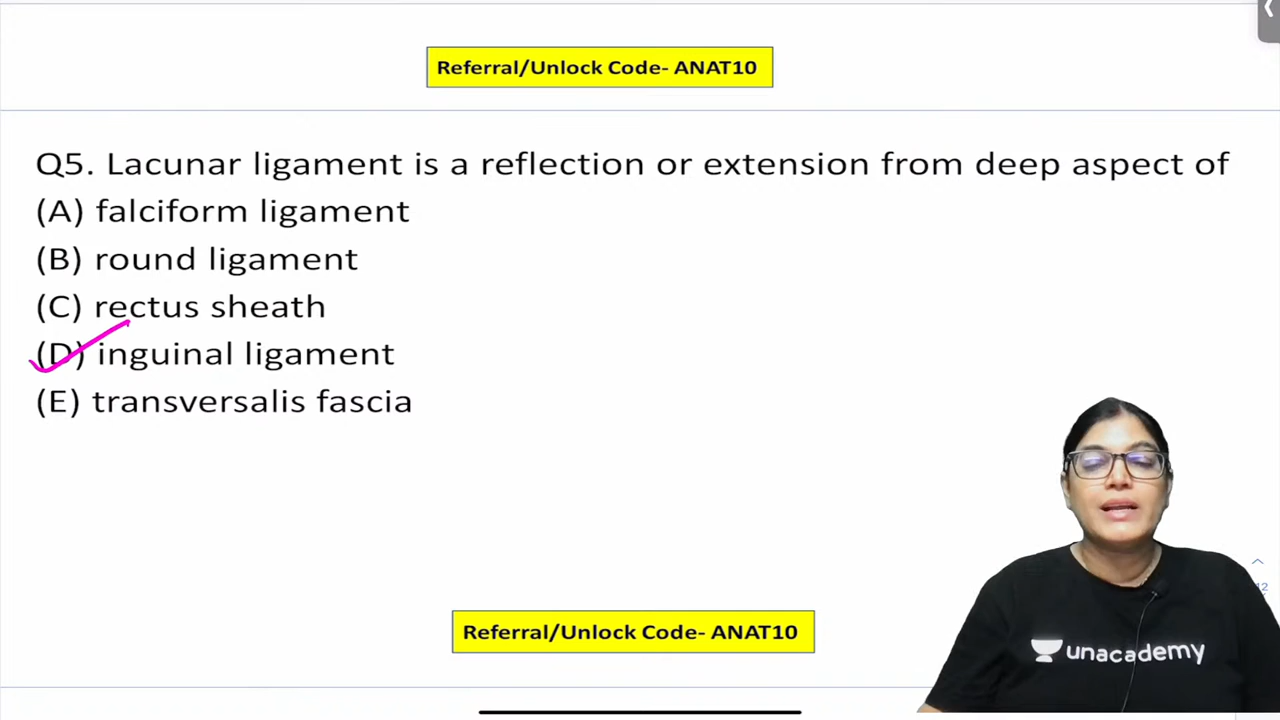 Referral/Unlock Code- ANAT10
Q5. Lacunar ligament is a reflection or extension from deep aspect of
(A) falciform ligament
(B) round ligament
(C) rectus sheath
(D) inguinal ligament
(E) transversalis fascia
12
unacademy
Referral/Unlock Code- ANAT10